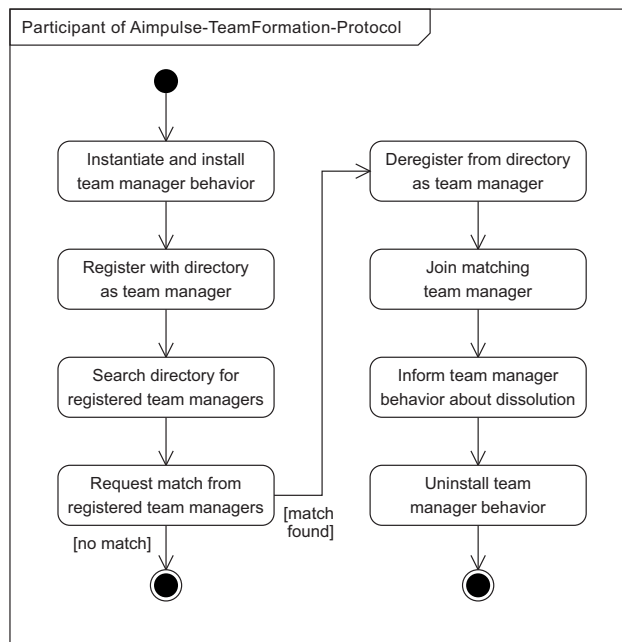 Participant of Aimpulse-TeamFormation-Protocol
Instantiate and install
team manager behavior
Register with directory
as team manager
Search directory for
registered team managers
Request match from
registered team managers
[no match]
[match
found]
Deregister from directory
as team manager
Join matching
team manager
Inform team manager
behavior about dissolution
Uninstall team
manager behavior